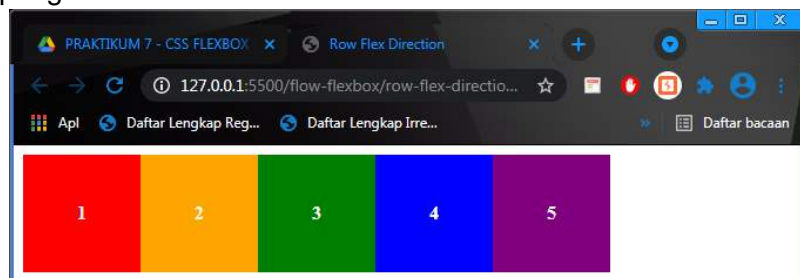 PRAKTIKUM 7 - CSS FLEXBOX
Row Flex Direction
127.0.0.1:5500/flow-flexbox/row-flex-directio...
Apl
Daftar Lengkap Reg...
Daftar Lengkap Irre...
»
Daftar bacaan
1 2 3 4 5